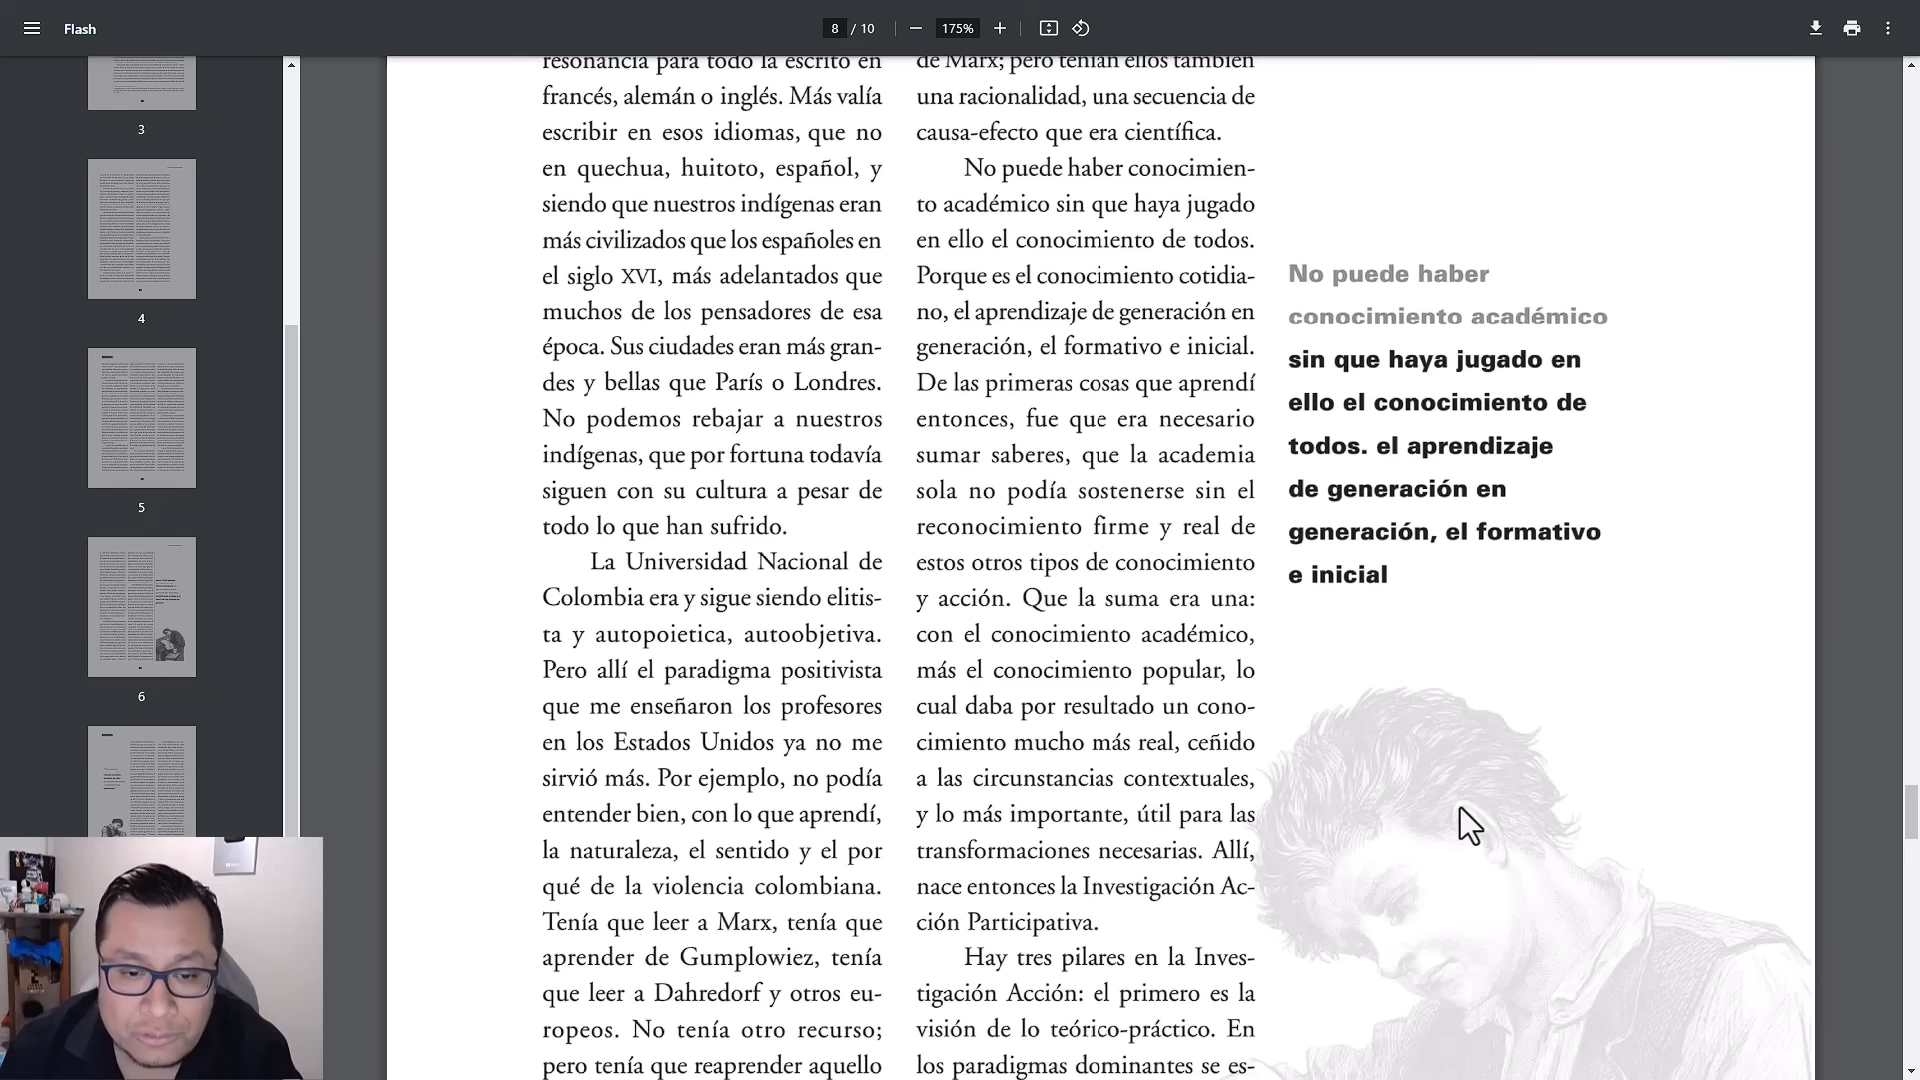 Flash
8 / 10
175%
3
4
5
6
resonancia para todo la escrito en
francés, alemán o inglés. Más valía
escribir en esos idiomas, que no
en quechua, huitoto, español, y
siendo que nuestros indígenas eran
más civilizados que los españoles en
el siglo XVI, más adelantados que
muchos de los pensadores de esa
época. Sus ciudades eran más gran-
des y bellas que París o Londres.
No podemos rebajar a nuestros
indígenas, que por fortuna todavía
siguen con su cultura a pesar de
todo lo que han sufrido.
La Universidad Nacional de
Colombia era y sigue siendo elitis-
ta y autopoietica, autoobjetiva.
Pero allí el paradigma positivista
que me enseñaron los profesores
en los Estados Unidos ya no me
sirvió más. Por ejemplo, no podía
entender bien, con lo que aprendí,
la naturaleza, el sentido y el por
qué de la violencia colombiana.
Tenía que leer a Marx, tenía que
aprender de Gumplowiez, tenía
que leer a Dahredorf y otros eu-
ropeos. No tenía otro recurso;
pero tenía que reaprender aquello
de Marx; pero tenían ellos también
una racionalidad, una secuencia de
causa-efecto que era científica.
No puede haber conocimien-
to académico sin que haya jugado
en ello el conocimiento de todos.
Porque es el conocimiento cotidia-
no, el aprendizaje de generación en
generación, el formativo e inicial.
De las primeras cosas que aprendí
entonces, fue que era necesario
sumar saberes, que la academia
sola no podía sostenerse sin el
reconocimiento firme y real de
estos otros tipos de conocimiento
y acción. Que la suma era una:
con el conocimiento académico,
más el conocimiento popular, lo
cual daba por resultado un cono-
cimiento mucho más real, ceñido
a las circunstancias contextuales,
y lo más importante, útil para las
transformaciones necesarias. Allí,
nace entonces la Investigación Ac-
ción Participativa.
Hay tres pilares en la Inves-
tigación Acción: el primero es la
visión de lo teórico-práctico. En
los paradigmas dominantes se es-
No puede haber
conocimiento académico
sin que haya jugado en
ello el conocimiento de
todos. el aprendizaje
de generación en
generación, el formativo
e inicial